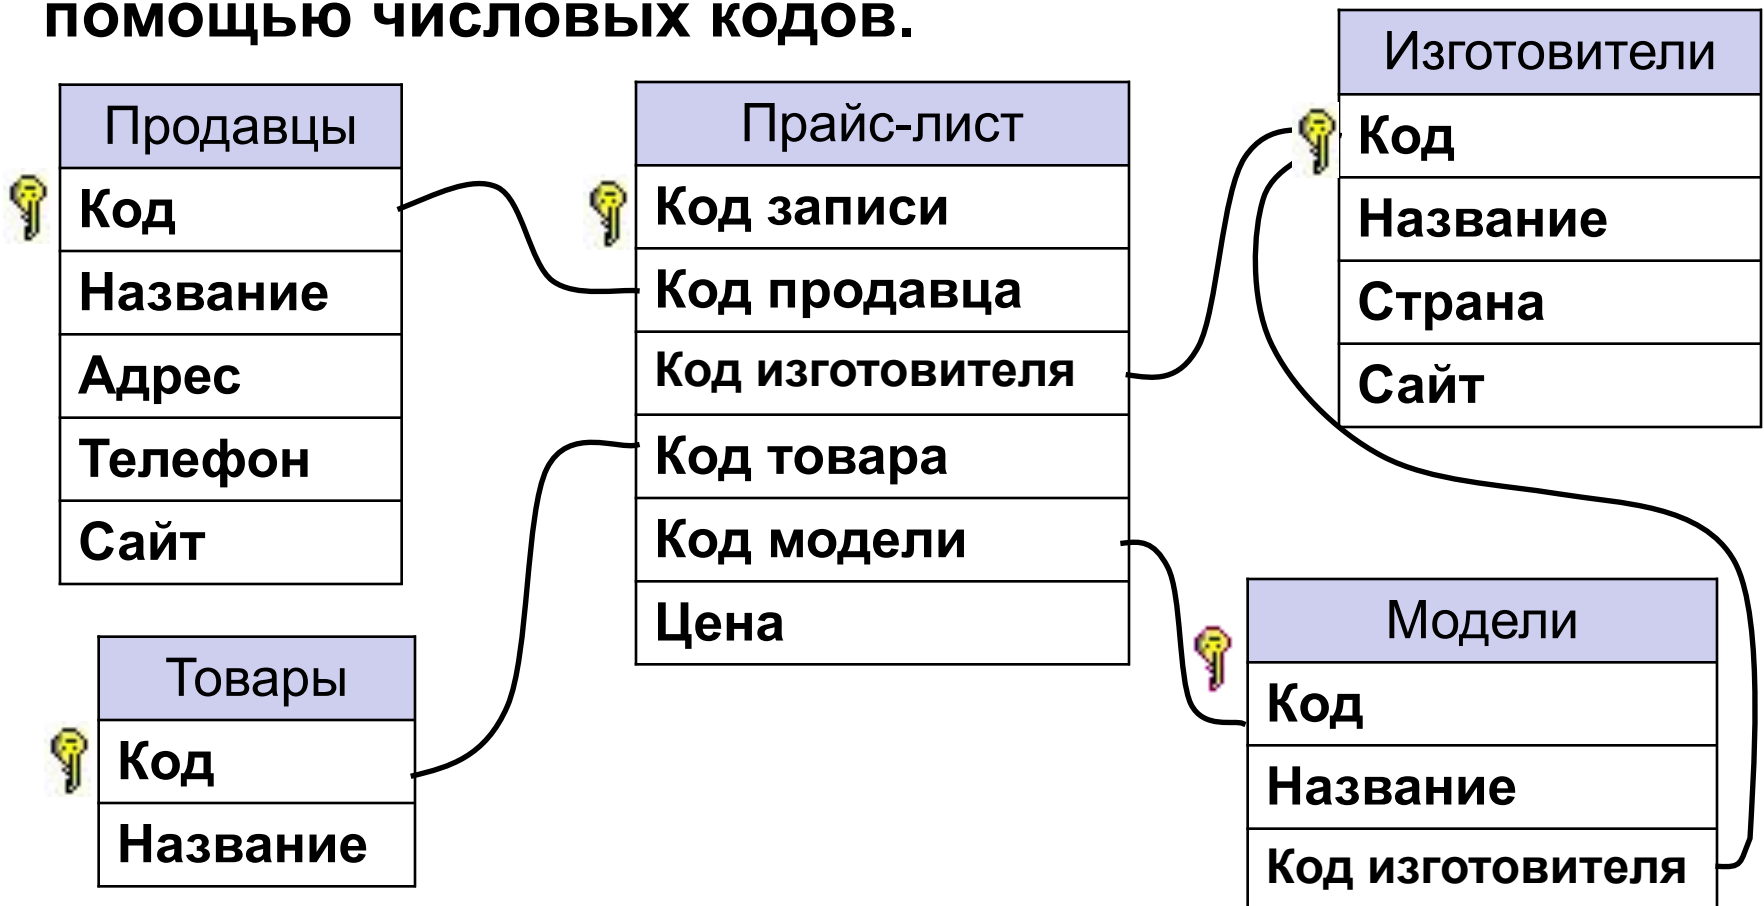 помощью числовых кодов.
Продавцы
Код
Название
Адрес
Телефон
Сайт
Товары
Код
Название
Прайс-лист
Код записи
Код продавца
Код изготовителя
Код товара
Код модели
Цена
Изготовители
Код
Название
Страна
Сайт
Модели
Код
Название
Код изготовителя